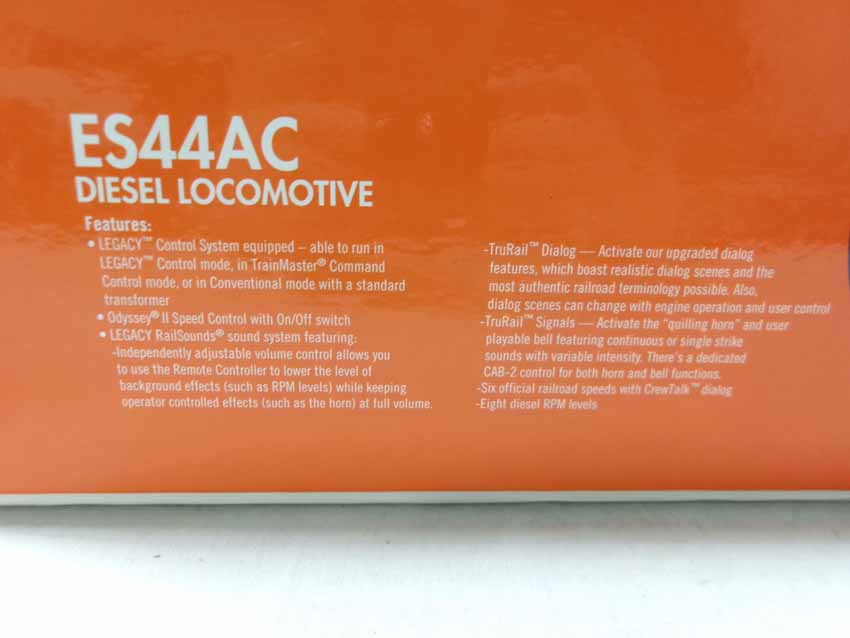 ES44AC
DIESEL LOCOMOTIVE
Features:
• LEGACY™ Control System equipped – able to run in
LEGACY™ Control mode, in TrainMaster® Command
Control mode, or in Conventional mode with a standard
transformer
• Odyssey® II Speed Control with On/Off switch
• LEGACY RailSounds® sound system featuring:
-Independently adjustable volume control allows you
to use the Remote Controller to lower the level of
background effects (such as RPM levels) while keeping
operator controlled effects (such as the horn) at full volume.
-TruRail™ Dialog — Activate our upgraded dialog
features, which boast realistic dialog scenes and the
most authentic railroad terminology possible. Also,
dialog scenes can change with engine operation and user control
-TruRail™ Signals — Activate the "quilling horn" and user
playable bell featuring continuous or single strike
sounds with variable intensity. There's a dedicated
CAB-2 control for both horn and bell functions.
-Six official railroad speeds with CrewTalk™ dialog
-Eight diesel RPM levels